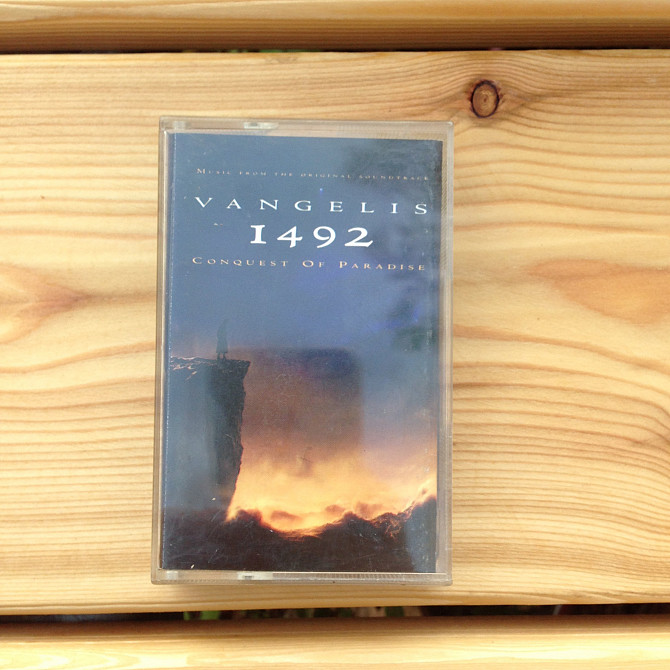 Music from the original soundtrack
VANGELIS
1492
Conquest Of Paradise